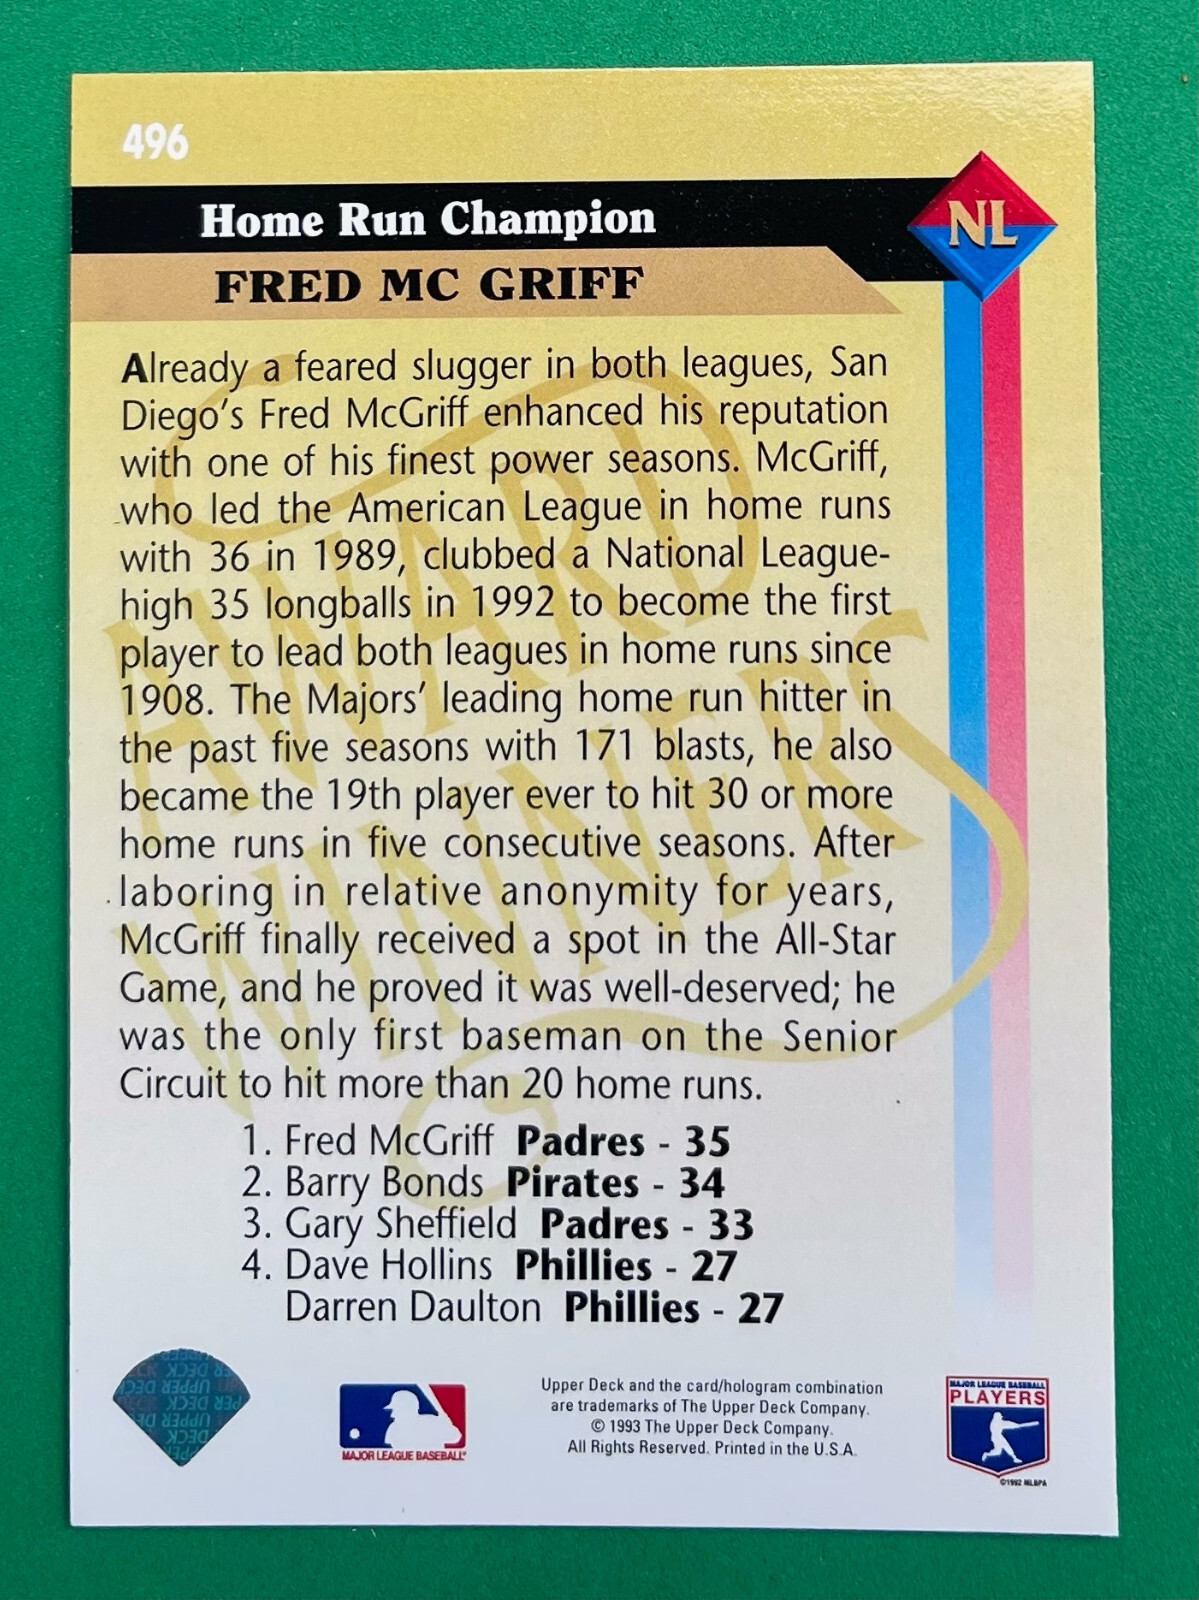 496
Home Run Champion
NL
FRED MC GRIFF
Already a feared slugger in both leagues, San
Diego's Fred McGriff enhanced his reputation
with one of his finest power seasons. McGriff,
who led the American League in home runs
with 36 in 1989, clubbed a National League-
high 35 longballs in 1992 to become the first
player to lead both leagues in home runs since
1908. The Majors' leading home run hitter in
the past five seasons with 171 blasts, he also
became the 19th player ever to hit 30 or more
home runs in five consecutive seasons. After
laboring in relative anonymity for years,
McGriff finally received a spot in the All-Star
Game, and he proved it was well-deserved; he
was the only first baseman on the Senior
Circuit to hit more than 20 home runs.
AWARD
WINNERS
1. Fred McGriff Padres - 35
2. Barry Bonds Pirates - 34
3. Gary Sheffield Padres - 33
4. Dave Hollins Phillies - 27
Darren Daulton Phillies - 27
UPPER DECK
MAJOR LEAGUE BASEBALL
Upper Deck and the card/hologram combination
are trademarks of The Upper Deck Company.
© 1993 The Upper Deck Company.
All Rights Reserved. Printed in the U.S.A.
MAJOR LEAGUE BASEBALL
PLAYERS
©1992 MLBPA